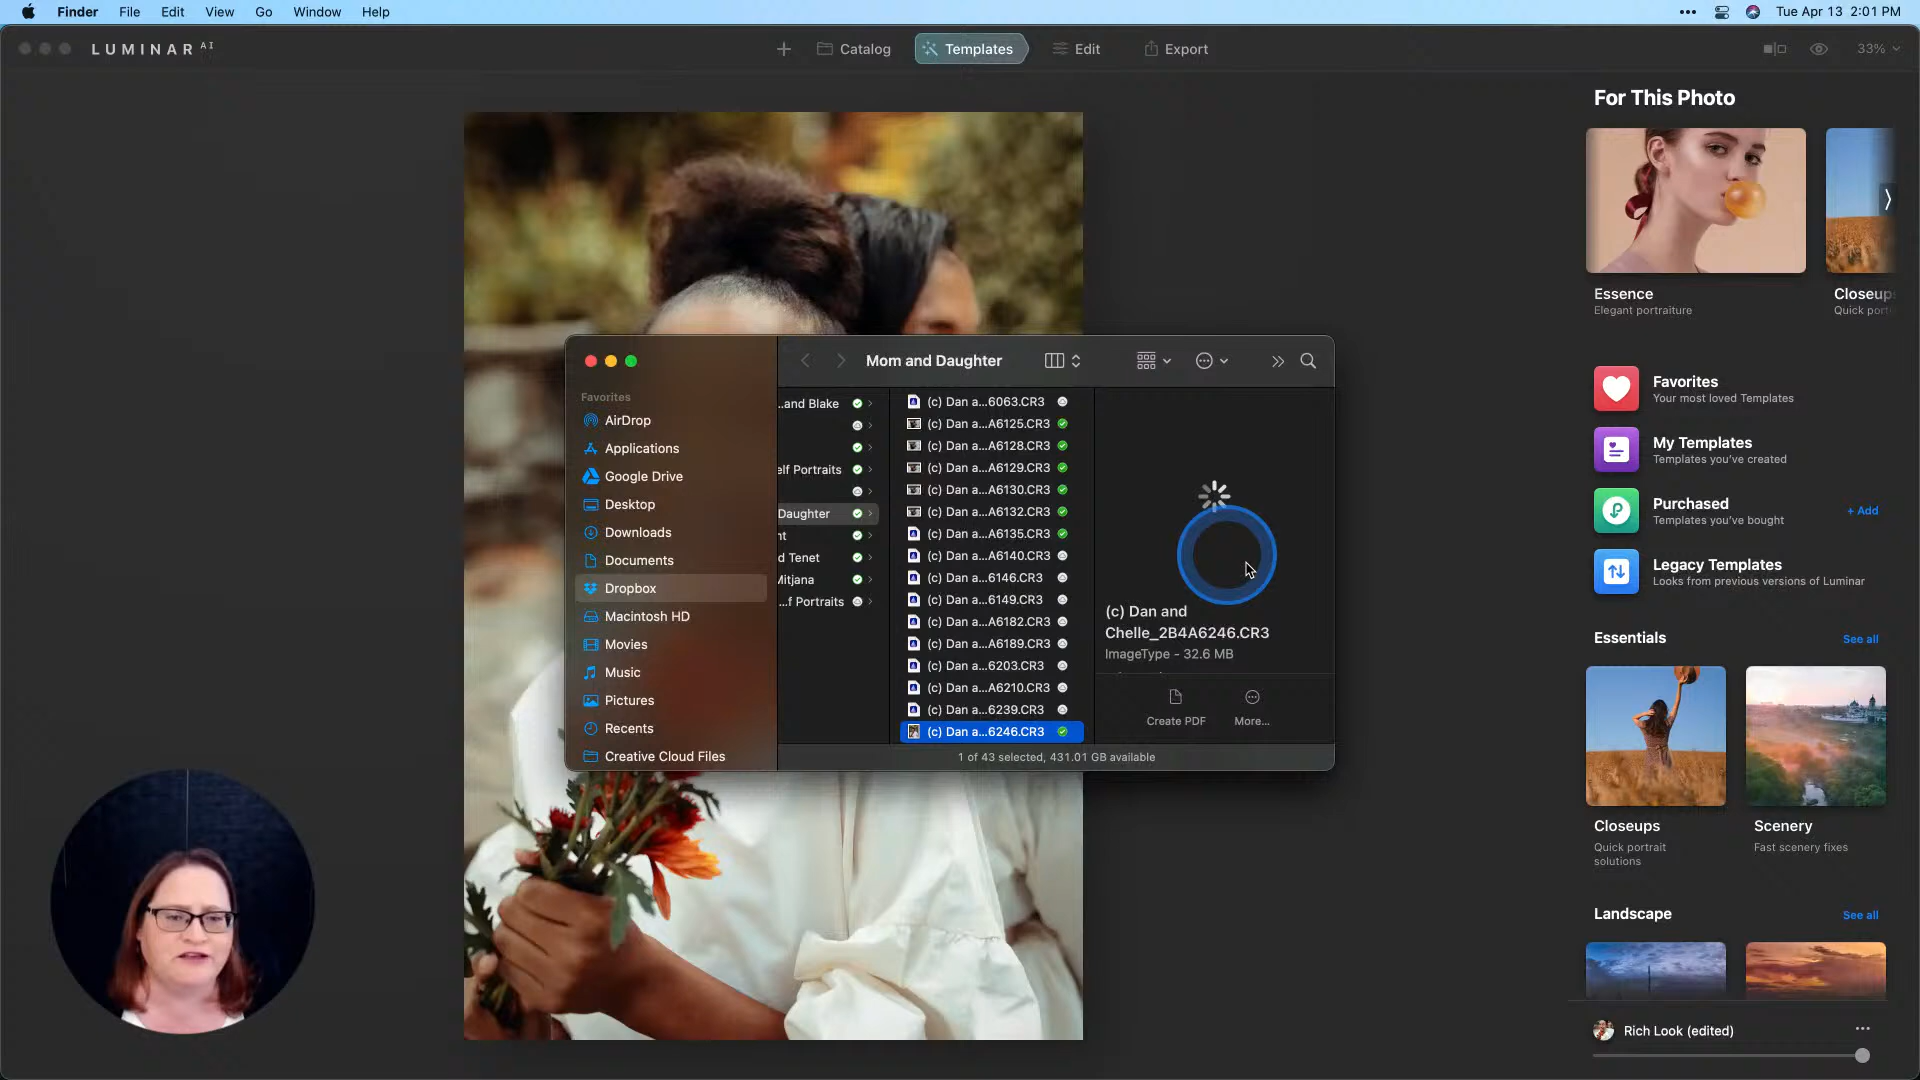 Finder File Edit View Go Window Help
Tue Apr 13 2:01 PM
LUMINAR AI
Catalog
Templates
Edit
Export
33%
For This Photo
Essence
Elegant portraiture
Quick
Favorites
Your most loved Templates
My Templates
Templates you've created
Purchased
Templates you've bought
+ Add
Legacy Templates
Looks from previous versions of Luminar
Essentials
See all
Closeups
Quick portrait
solutions
Scenery
Fast scenery fixes
Landscape
See all
Rich Look (edited)
Mom and Daughter
Favorites
AirDrop
Applications
Google Drive
Desktop
Downloads
Documents
Dropbox
Macintosh HD
Movies
Music
Pictures
Recents
Creative Cloud Files
...and Blake
elf Portraits
Daughter
nt
d Tenet
Mitjana
...f Portraits
(c) Dan a...6063.CR3
(c) Dan a...A6125.CR3
(c) Dan a...A6128.CR3
(c) Dan a...A6129.CR3
(c) Dan a...A6130.CR3
(c) Dan a...A6132.CR3
(c) Dan a...A6135.CR3
(c) Dan a...A6140.CR3
(c) Dan a...6146.CR3
(c) Dan a...6149.CR3
(c) Dan a...A6182.CR3
(c) Dan a...A6189.CR3
(c) Dan a...6203.CR3
(c) Dan a...A6210.CR3
(c) Dan a...6239.CR3
(c) Dan a...6246.CR3
(c) Dan and
Chelle_2B4A6246.CR3
ImageType - 32.6 MB
Create PDF
More...
1 of 43 selected, 431.01 GB available